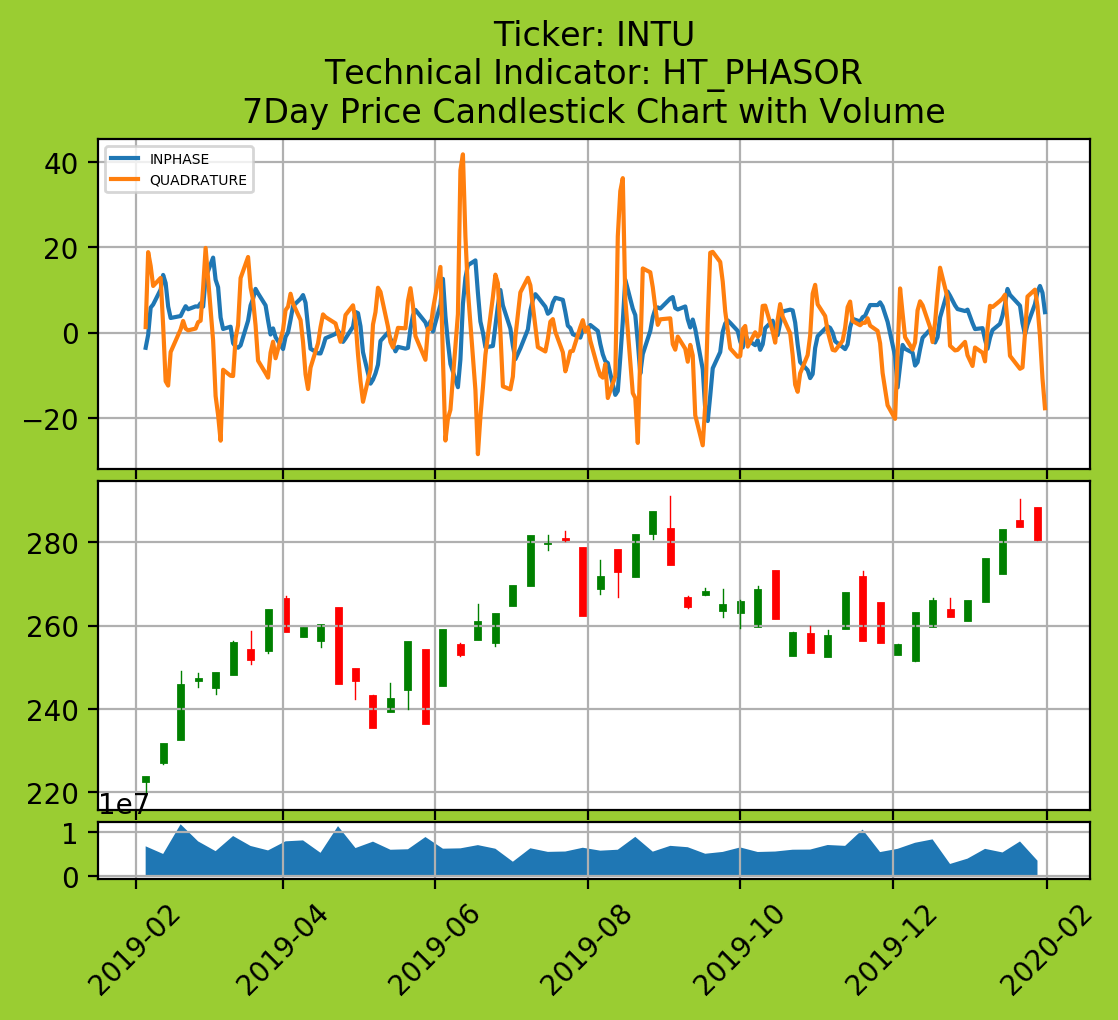 Ticker: INTU
Technical Indicator: HT_PHASOR
7Day Price Candlestick Chart with Volume
INPHASE
QUADRATURE
40
20
0
−20
280
260
240
220
1e7
1
0
2019-02
2019-04
2019-06
2019-08
2019-10
2019-12
2020-02